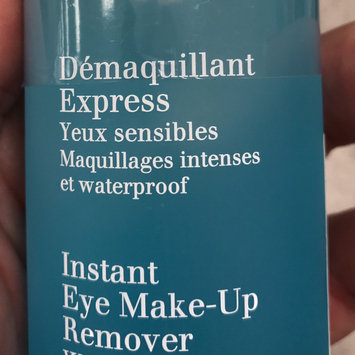 Démaquillant
Express
Yeux sensibles
Maquillages intenses
et waterproof
Instant
Eye Make-Up
Remover